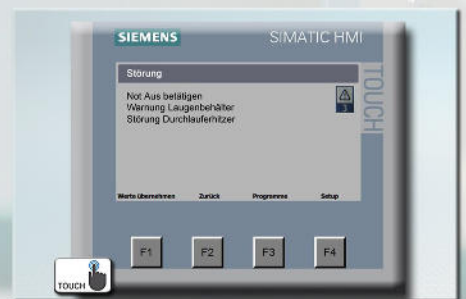 SIEMENS
SIMATIC HMI
TOUCH
Störung
Not Aus betätigen
Warnung Laugenbehälter
Störung Durchlauferhitzer
3
Werte übernehmen Zurück Programme Setup
F1 F2 F3 F4
TOUCH